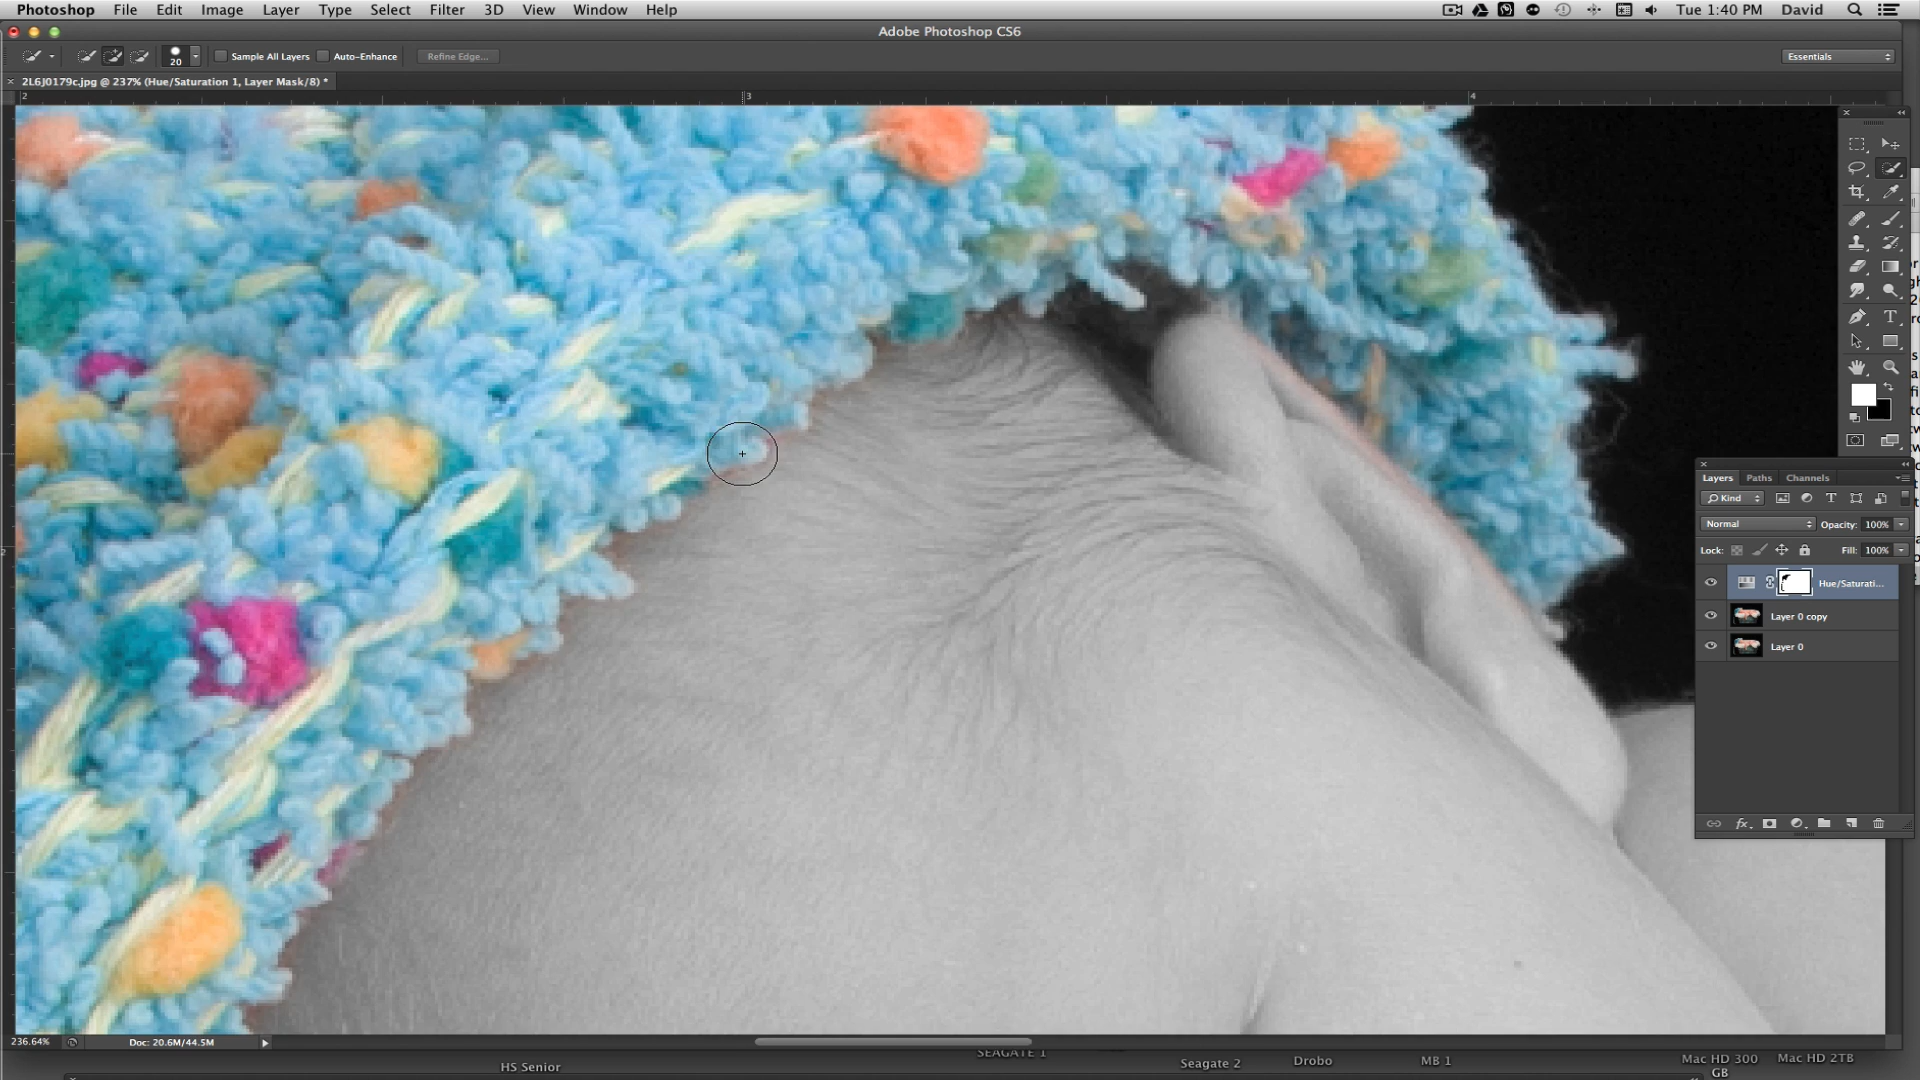 Photoshop File Edit Image Layer Type Select Filter 3D View Window Help Tue 1:40 PM David
Adobe Photoshop CS6
20 Sample All Layers Auto-Enhance Refine Edge... Essentials
2L6J0179c.jpg @ 237% (Hue/Saturation 1, Layer Mask/8) *
2 3 4
2
Layers Paths Channels
Kind
Normal Opacity: 100%
Lock: Fill: 100%
Hue/Saturati...
Layer 0 copy
Layer 0
236.64% Doc: 20.6M/44.5M
HS Senior SEAGATE 1 Seagate 2 Drobo MB 1 Mac HD 300 GB Mac HD 2TB